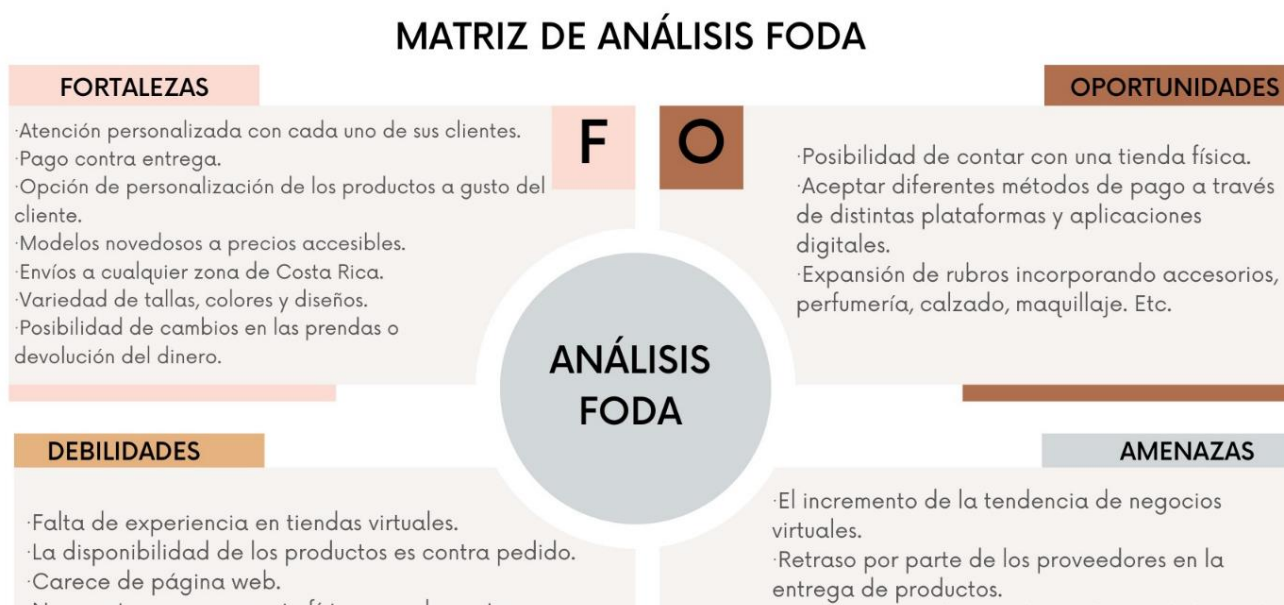 MATRIZ DE ANÁLISIS FODA
FORTALEZAS
·Atención personalizada con cada uno de sus clientes.
·Pago contra entrega.
·Opción de personalización de los productos a gusto del
cliente.
·Modelos novedosos a precios accesibles.
·Envíos a cualquier zona de Costa Rica.
·Variedad de tallas, colores y diseños.
·Posibilidad de cambios en las prendas o
devolución del dinero.
F
O
OPORTUNIDADES
·Posibilidad de contar con una tienda física.
·Aceptar diferentes métodos de pago a través
de distintas plataformas y aplicaciones
digitales.
·Expansión de rubros incorporando accesorios,
perfumería, calzado, maquillaje. Etc.
ANÁLISIS
FODA
DEBILIDADES
·Falta de experiencia en tiendas virtuales.
·La disponibilidad de los productos es contra pedido.
·Carece de página web.
AMENAZAS
·El incremento de la tendencia de negocios
virtuales.
·Retraso por parte de los proveedores en la
entrega de productos.